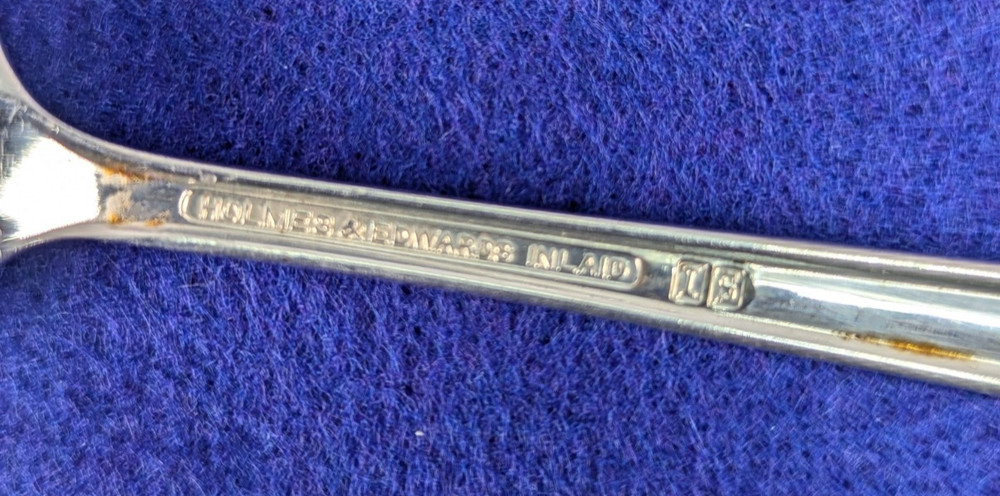 HOLMES & EDWARDS INLAID IS